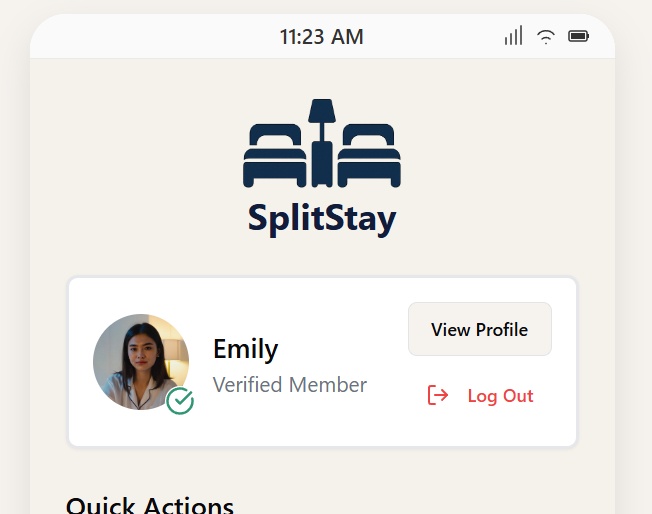 11:23 AM
SplitStay
Emily
Verified Member
View Profile
Log Out
Quick Actions